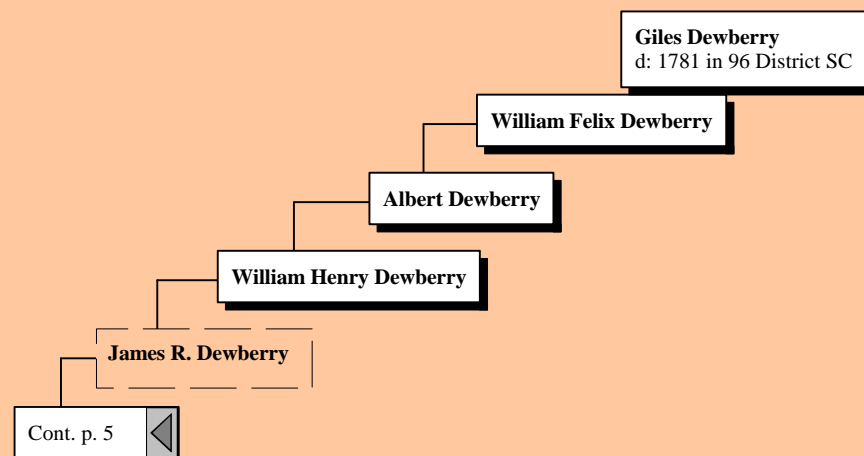 Giles Dewberry
d: 1781 in 96 District SC
William Felix Dewberry
Albert Dewberry
William Henry Dewberry
James R. Dewberry
Cont. p. 5